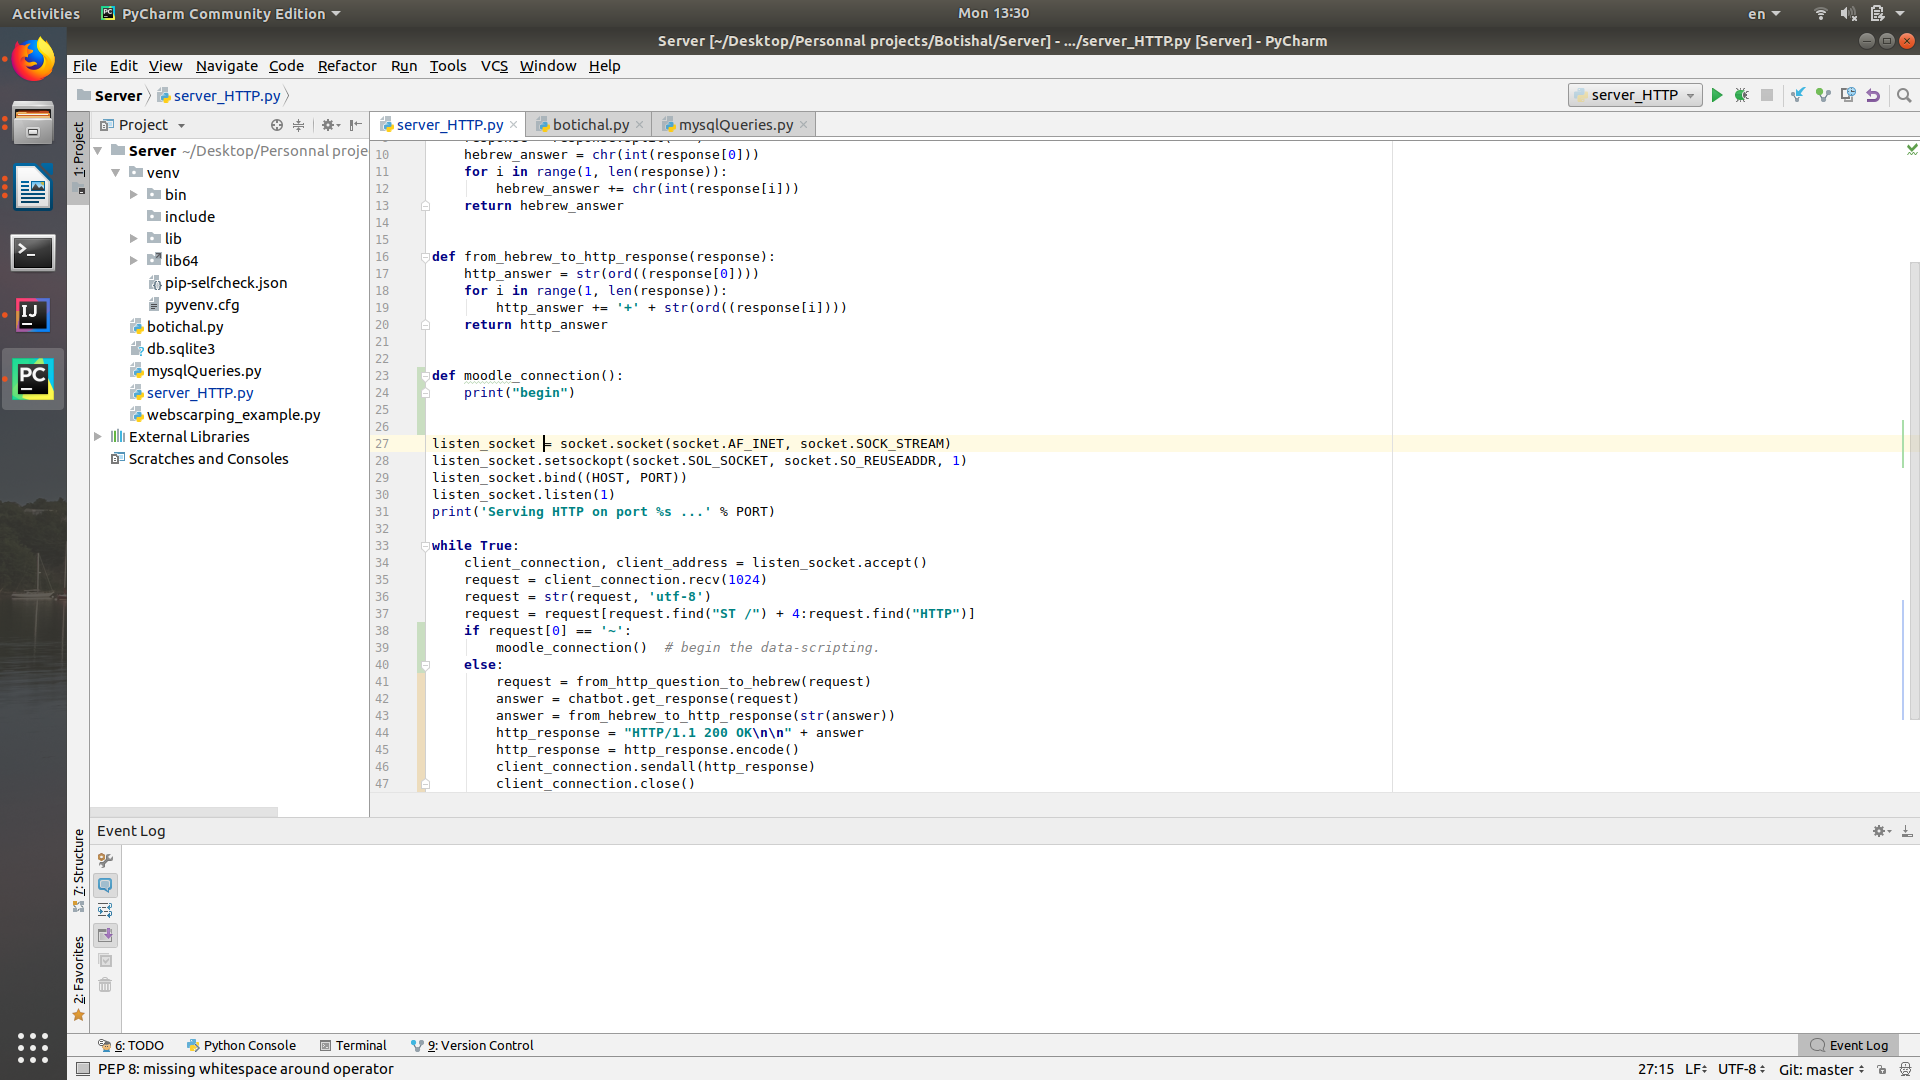 Activities PyCharm Community Edition Mon 13:30 en
Server [~/Desktop/Personnal projects/Botishal/Server] - .../server_HTTP.py [Server] - PyCharm
File Edit View Navigate Code Refactor Run Tools VCS Window Help
Server server_HTTP.py server_HTTP
1: Project
Project
Server ~/Desktop/Personnal proje
venv
bin
include
lib
lib64
pip-selfcheck.json
pyvenv.cfg
botichal.py
db.sqlite3
mysqlQueries.py
server_HTTP.py
webscarping_example.py
External Libraries
Scratches and Consoles
server_HTTP.py botichal.py mysqlQueries.py
10 hebrew_answer = chr(int(response[0]))
11 for i in range(1, len(response)):
12 hebrew_answer += chr(int(response[i]))
13 return hebrew_answer
14
15
16 def from_hebrew_to_http_response(response):
17 http_answer = str(ord((response[0])))
18 for i in range(1, len(response)):
19 http_answer += '+' + str(ord((response[i])))
20 return http_answer
21
22
23 def moodle_connection():
24 print("begin")
25
26
27 listen_socket = socket.socket(socket.AF_INET, socket.SOCK_STREAM)
28 listen_socket.setsockopt(socket.SOL_SOCKET, socket.SO_REUSEADDR, 1)
29 listen_socket.bind((HOST, PORT))
30 listen_socket.listen(1)
31 print('Serving HTTP on port %s ...' % PORT)
32
33 while True:
34 client_connection, client_address = listen_socket.accept()
35 request = client_connection.recv(1024)
36 request = str(request, 'utf-8')
37 request = request[request.find("ST /") + 4:request.find("HTTP")]
38 if request[0] == '~':
39 moodle_connection()  # begin the data-scripting.
40 else:
41 request = from_http_question_to_hebrew(request)
42 answer = chatbot.get_response(request)
43 answer = from_hebrew_to_http_response(str(answer))
44 http_response = "HTTP/1.1 200 OK\n\n" + answer
45 http_response = http_response.encode()
46 client_connection.sendall(http_response)
47 client_connection.close()
7: Structure
2: Favorites
Event Log
6: TODO Python Console Terminal 9: Version Control Event Log
PEP 8: missing whitespace around operator 27:15 LF UTF-8 Git: master